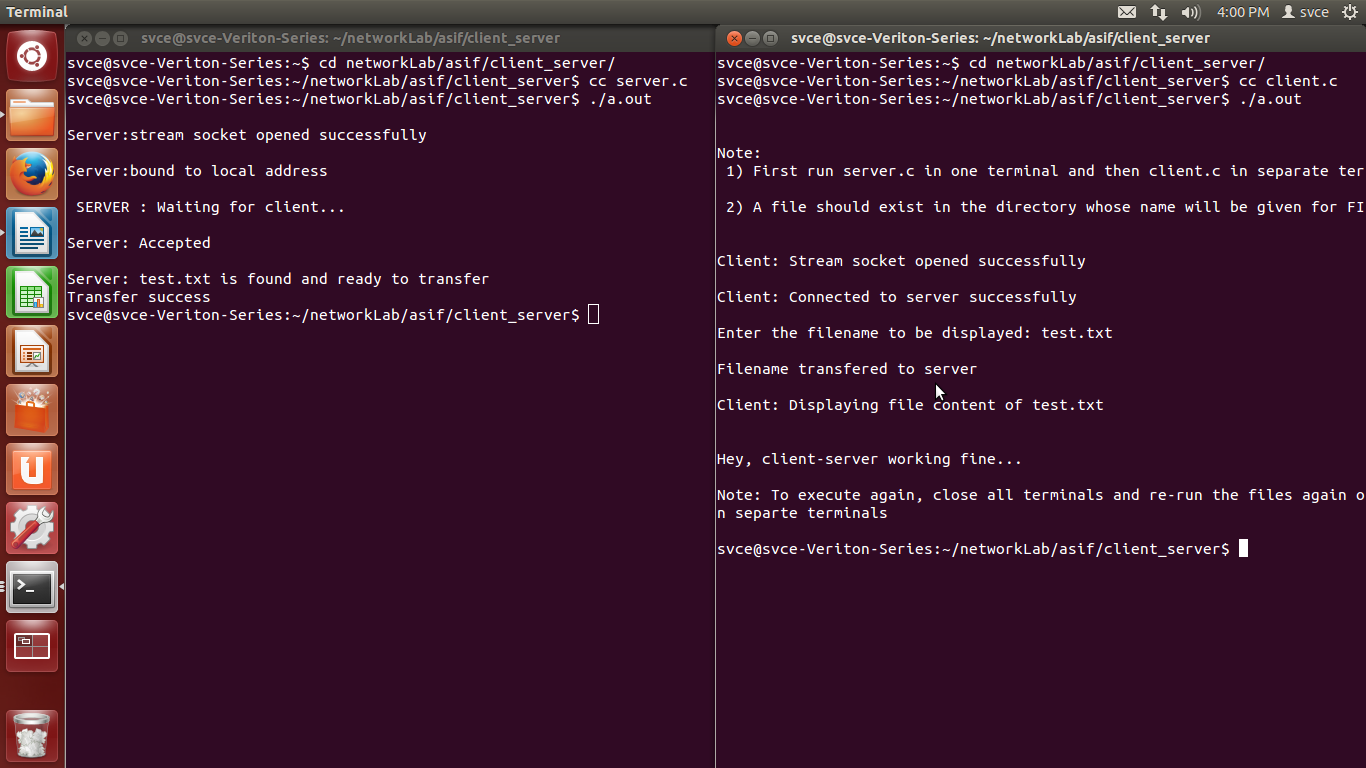 Terminal
4:00 PM
svce
svce@svce-Veriton-Series: ~/networkLab/asif/client_server
svce@svce-Veriton-Series:~$ cd networkLab/asif/client_server/
svce@svce-Veriton-Series:~/networkLab/asif/client_server$ cc server.c
svce@svce-Veriton-Series:~/networkLab/asif/client_server$ ./a.out
Server:stream socket opened successfully
Server:bound to local address
SERVER : Waiting for client...
Server: Accepted
Server: test.txt is found and ready to transfer
Transfer success
svce@svce-Veriton-Series:~/networkLab/asif/client_server$
svce@svce-Veriton-Series: ~/networkLab/asif/client_server
svce@svce-Veriton-Series:~$ cd networkLab/asif/client_server/
svce@svce-Veriton-Series:~/networkLab/asif/client_server$ cc client.c
svce@svce-Veriton-Series:~/networkLab/asif/client_server$ ./a.out
Note:
1) First run server.c in one terminal and then client.c in separate ter
2) A file should exist in the directory whose name will be given for FI
Client: Stream socket opened successfully
Client: Connected to server successfully
Enter the filename to be displayed: test.txt
Filename transfered to server
Client: Displaying file content of test.txt
Hey, client-server working fine...
Note: To execute again, close all terminals and re-run the files again o
n separte terminals
svce@svce-Veriton-Series:~/networkLab/asif/client_server$